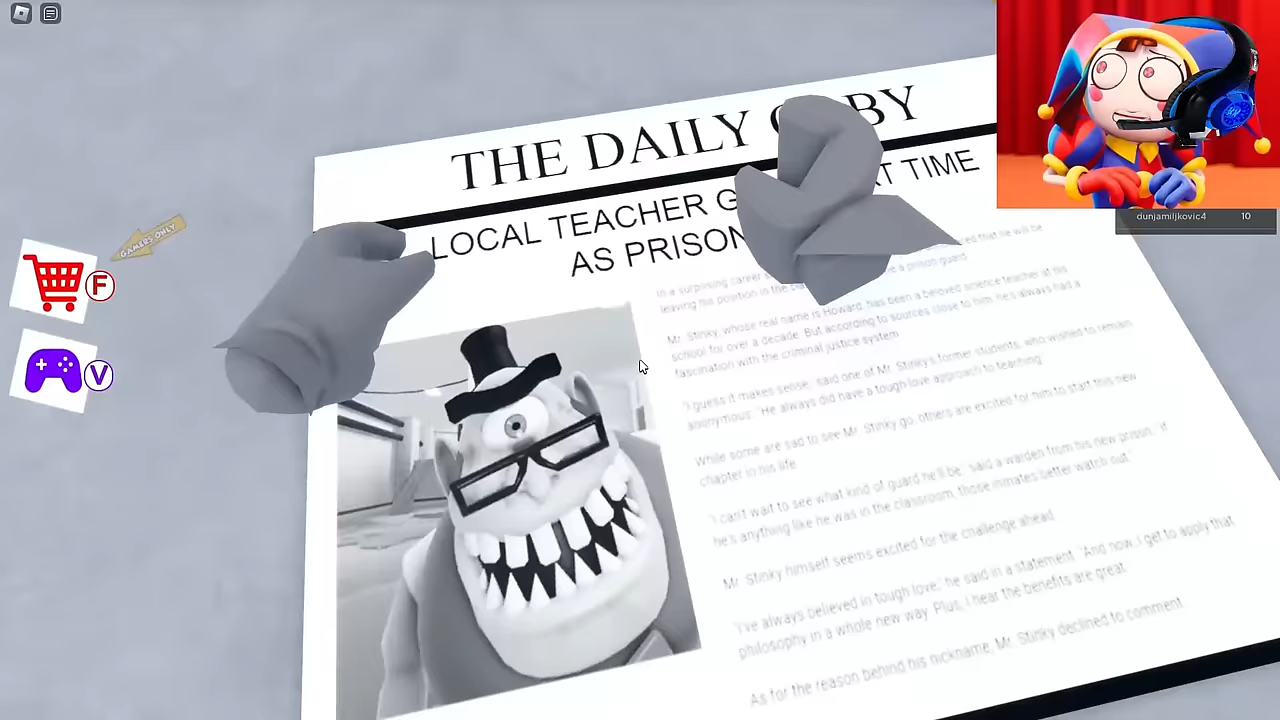 dunjamiljkovic4 10
THE DAILY BY
LOCAL TEACHER RT TIME
AS PRISON
GAMERS ONLY
F
V
In a surprising career that he will be
leaving his position in the a prison guard.
Mr. Stinky, whose real name is Howard, has been a beloved science teacher at his
school for over a decade. But according to sources close to him, he's always had a
fascination with the criminal justice system.
"I guess it makes sense, said one of Mr. Stinky's former students, who wished to remain
anonymous. "He always did have a tough love approach to teaching."
While some are sad to see Mr. Stinky go, others are excited for him to start this new
chapter in his life.
"I can't wait to see what kind of guard he'll be," said a warden from his new prison, "if
he's anything like he was in the classroom, those inmates better watch out."
Mr. Stinky himself seems excited for the challenge ahead.
"I've always believed in tough love," he said in a statement. "And now, I get to apply that
philosophy in a whole new way. Plus, I hear the benefits are great.
As for the reason behind his nickname, Mr. Stinky declined to comment.